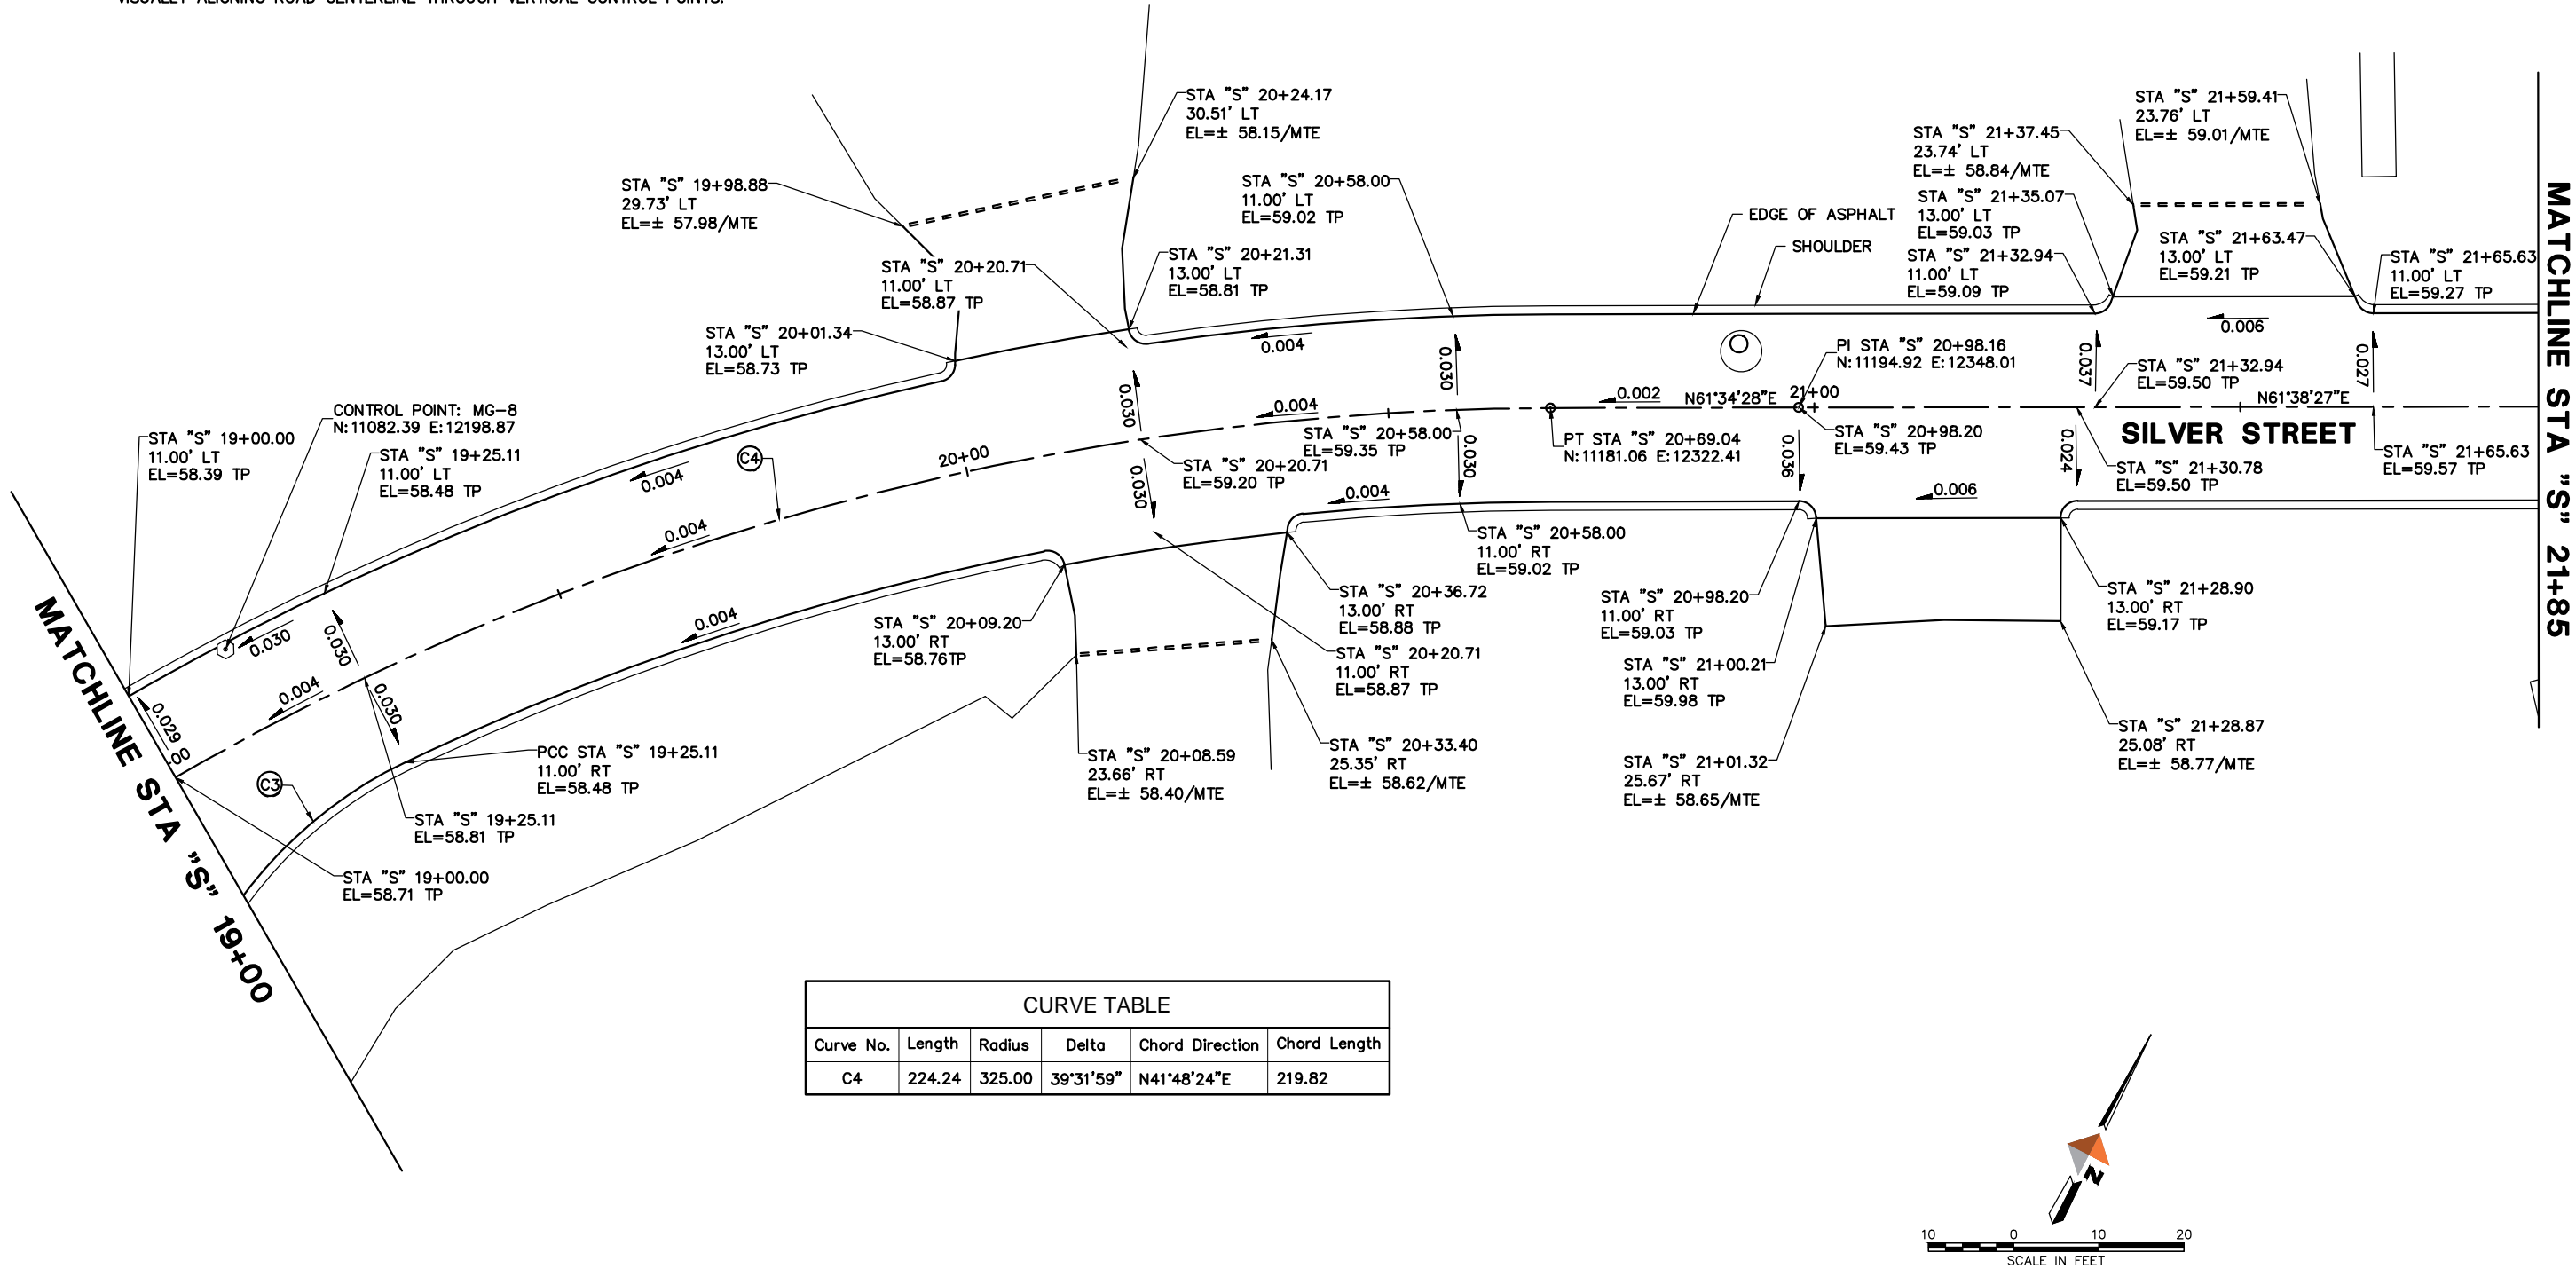 STA "S" 20+24.17
30.51' LT
EL=± 58.15/MTE
STA "S" 21+59.41
23.76' LT
EL=± 59.01/MTE
STA "S" 21+37.45
23.74' LT
EL=± 58.84/MTE
STA "S" 19+98.88
29.73' LT
EL=± 57.98/MTE
STA "S" 20+58.00
11.00' LT
EL=59.02 TP
STA "S" 21+35.07
13.00' LT
EL=59.03 TP
EDGE OF ASPHALT
SHOULDER
STA "S" 21+63.47
13.00' LT
EL=59.21 TP
STA "S" 20+21.31
13.00' LT
EL=58.81 TP
STA "S" 20+20.71
11.00' LT
EL=58.87 TP
STA "S" 21+32.94
11.00' LT
EL=59.09 TP
STA "S" 21+65.63
11.00' LT
EL=59.27 TP
0.006
STA "S" 20+01.34
13.00' LT
EL=58.73 TP
0.004
0.030
PI STA "S" 20+98.16
N:11194.92 E:12348.01
0.037
0.027
STA "S" 21+32.94
EL=59.50 TP
CONTROL POINT: MG-8
N:11082.39 E:12198.87
0.030
0.004
0.002
N61°34'28"E
21+00
N61°38'27"E
SILVER STREET
STA "S" 19+00.00
11.00' LT
EL=58.39 TP
STA "S" 19+25.11
11.00' LT
EL=58.48 TP
C4
20+00
STA "S" 20+58.00
EL=59.35 TP
PT STA "S" 20+69.04
N:11181.06 E:12322.41
STA "S" 20+98.20
EL=59.43 TP
STA "S" 21+65.63
EL=59.57 TP
STA "S" 20+20.71
EL=59.20 TP
STA "S" 21+30.78
EL=59.50 TP
0.004
0.030
0.030
0.036
0.024
0.004
0.006
0.004
STA "S" 20+58.00
11.00' RT
EL=59.02 TP
STA "S" 20+36.72
13.00' RT
EL=58.88 TP
STA "S" 20+98.20
11.00' RT
EL=59.03 TP
STA "S" 21+28.90
13.00' RT
EL=59.17 TP
0.030
0.030
0.004
STA "S" 20+09.20
13.00' RT
EL=58.76TP
STA "S" 20+20.71
11.00' RT
EL=58.87 TP
STA "S" 21+00.21
13.00' RT
EL=59.98 TP
0.004
0.030
0.029
PCC STA "S" 19+25.11
11.00' RT
EL=58.48 TP
STA "S" 20+08.59
23.66' RT
EL=± 58.40/MTE
STA "S" 20+33.40
25.35' RT
EL=± 58.62/MTE
STA "S" 21+01.32
25.67' RT
EL=± 58.65/MTE
STA "S" 21+28.87
25.08' RT
EL=± 58.77/MTE
C3
STA "S" 19+25.11
EL=58.81 TP
STA "S" 19+00.00
EL=58.71 TP
MATCHLINE STA "S" 19+00
MATCHLINE STA "S" 21+85
CURVE TABLE
Curve No. Length Radius Delta Chord Direction Chord Length
C4 224.24 325.00 39°31'59" N41°48'24"E 219.82
N
10 0 10 20
SCALE IN FEET